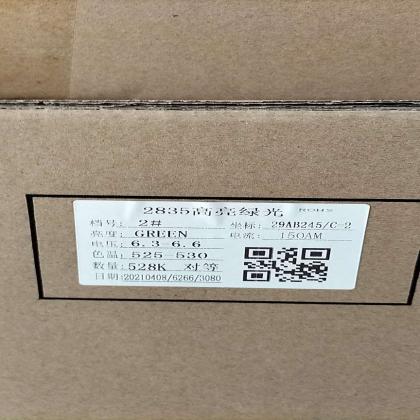 2835高亮绿光 ROHS
档号: 2# 坐标: 29AB245/C-2
亮度: GREEN 电流: 150AM
电压: 6.3-6.6
色温: 525-530
数量: 528K 对等
日期:20210408/6266/3080